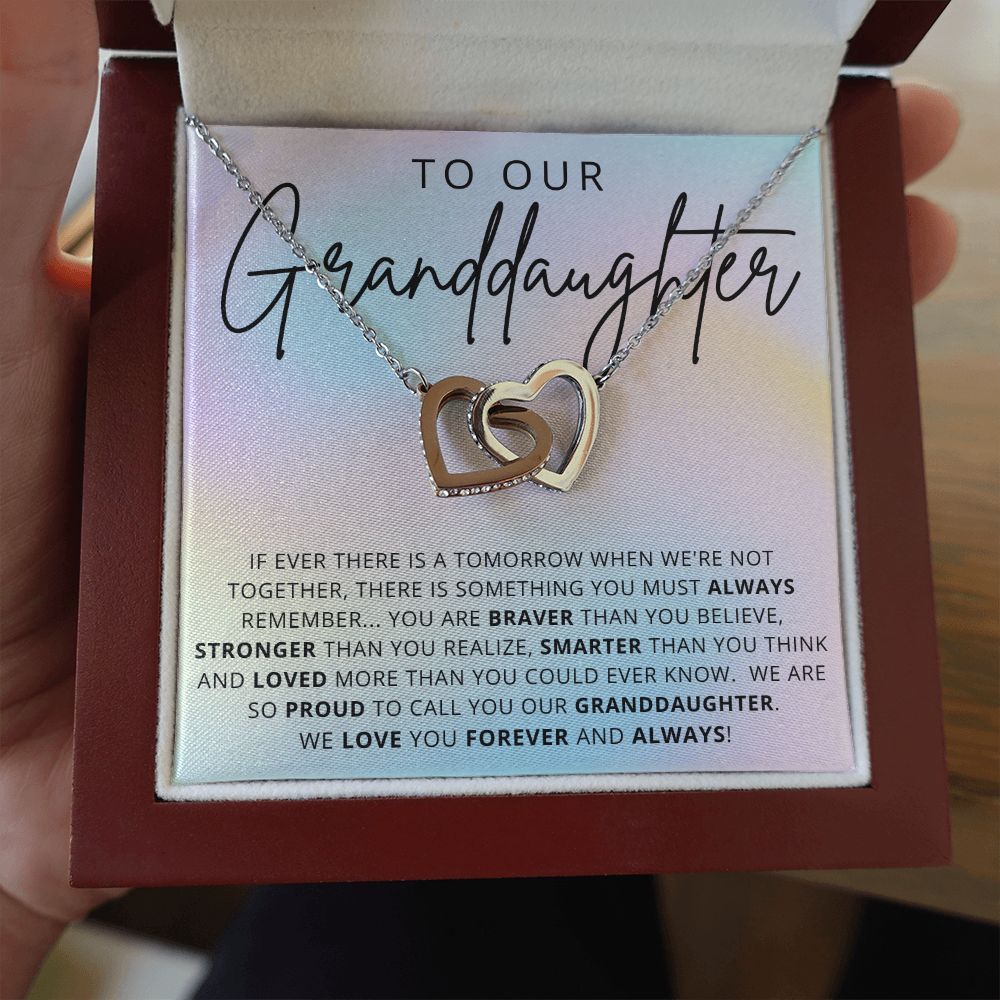 TO OUR
Granddaughter
IF EVER THERE IS A TOMORROW WHEN WE'RE NOT
TOGETHER, THERE IS SOMETHING YOU MUST ALWAYS
REMEMBER... YOU ARE BRAVER THAN YOU BELIEVE,
STRONGER THAN YOU REALIZE, SMARTER THAN YOU THINK
AND LOVED MORE THAN YOU COULD EVER KNOW. WE ARE
SO PROUD TO CALL YOU OUR GRANDDAUGHTER.
WE LOVE YOU FOREVER AND ALWAYS!